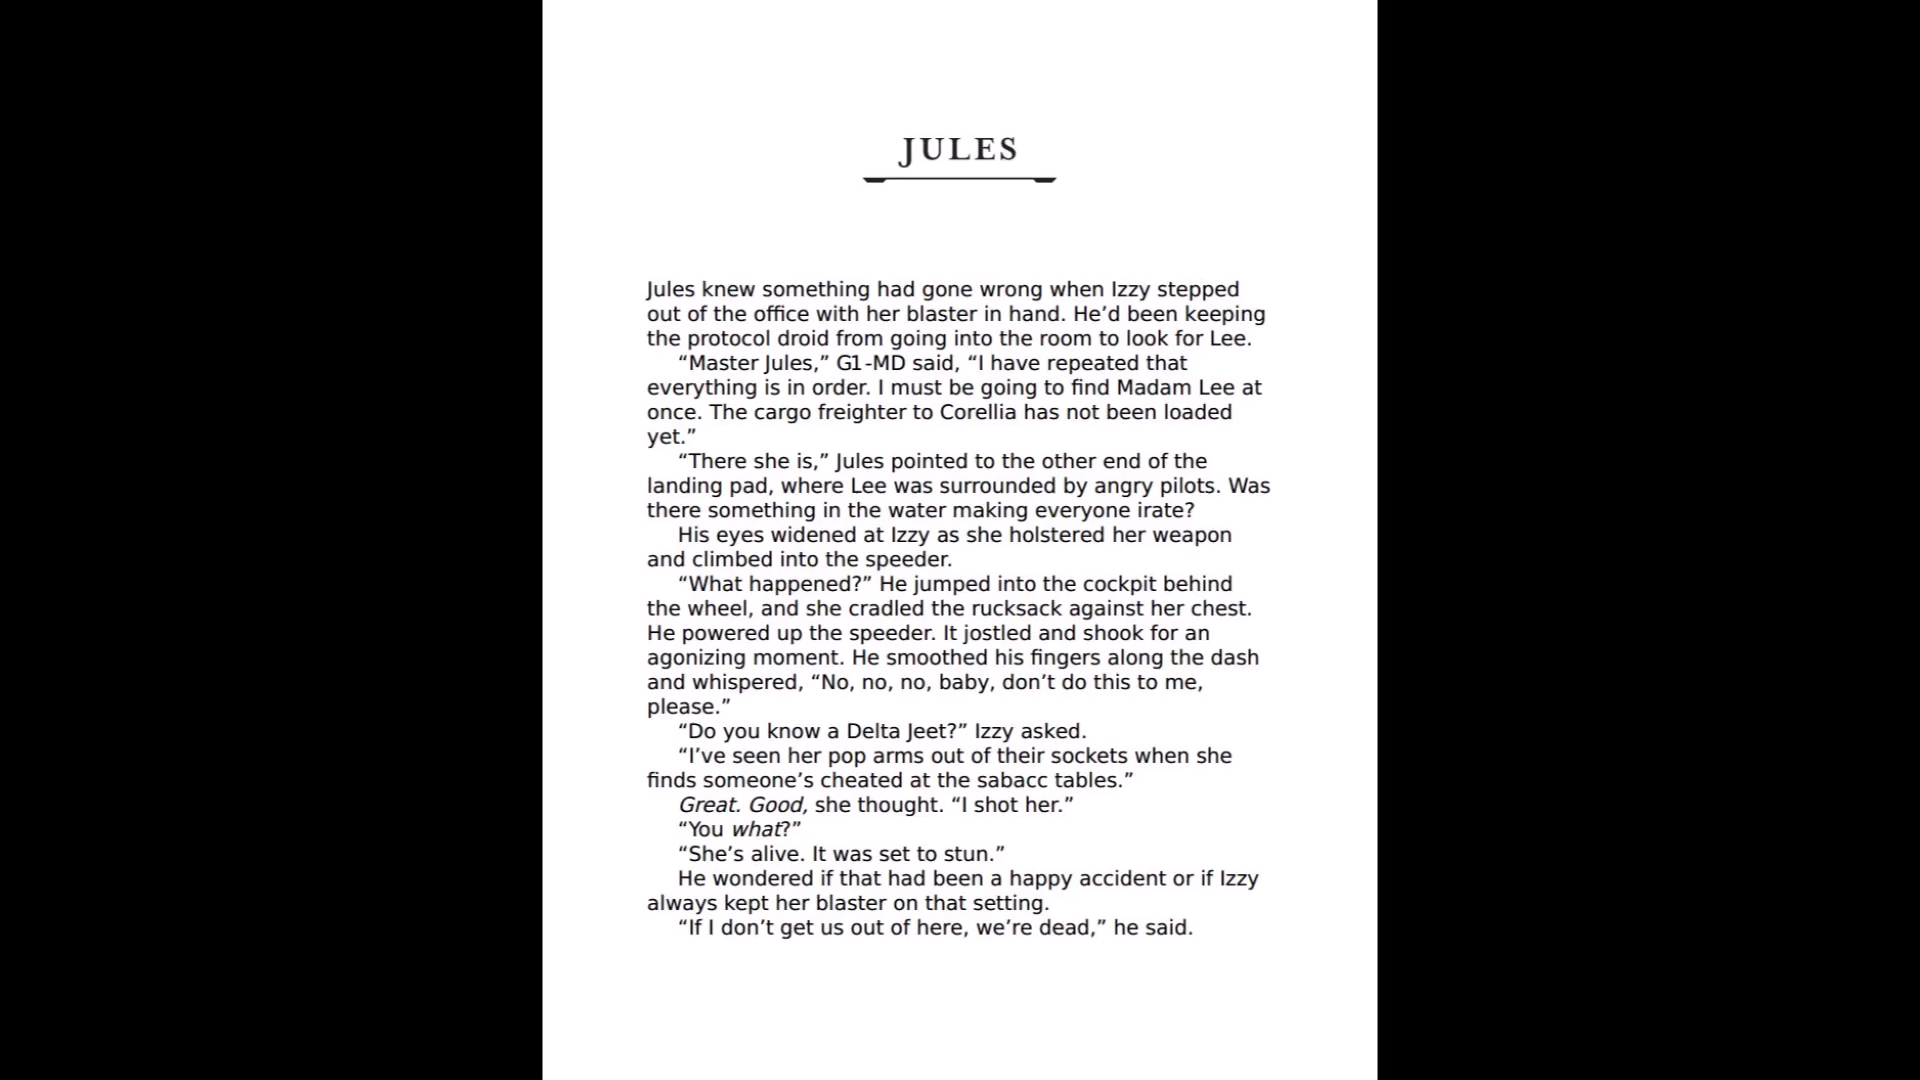 JULES
Jules knew something had gone wrong when Izzy stepped
out of the office with her blaster in hand. He’d been keeping
the protocol droid from going into the room to look for Lee.
“Master Jules,” G1-MD said, “I have repeated that
everything is in order. I must be going to find Madam Lee at
once. The cargo freighter to Corellia has not been loaded
yet.”
“There she is,” Jules pointed to the other end of the
landing pad, where Lee was surrounded by angry pilots. Was
there something in the water making everyone irate?
His eyes widened at Izzy as she holstered her weapon
and climbed into the speeder.
“What happened?” He jumped into the cockpit behind
the wheel, and she cradled the rucksack against her chest.
He powered up the speeder. It jostled and shook for an
agonizing moment. He smoothed his fingers along the dash
and whispered, “No, no, no, baby, don’t do this to me,
please.”
“Do you know a Delta Jeet?” Izzy asked.
“I’ve seen her pop arms out of their sockets when she
finds someone’s cheated at the sabacc tables.”
Great. Good, she thought. “I shot her.”
“You what?”
“She’s alive. It was set to stun.”
He wondered if that had been a happy accident or if Izzy
always kept her blaster on that setting.
“If I don’t get us out of here, we’re dead,” he said.